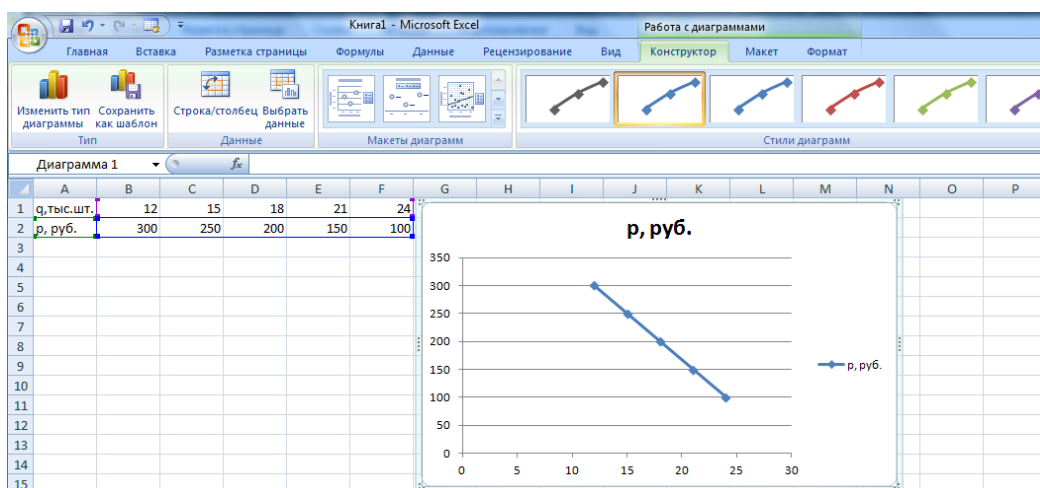 Книга1 - Microsoft Excel
Работа с диаграммами
Главная Вставка Разметка страницы Формулы Данные Рецензирование Вид Конструктор Макет Формат
Изменить тип диаграммы
Сохранить как шаблон
Строка/столбец
Выбрать данные
Тип Данные Макеты диаграмм Стили диаграмм
Диаграмма 1 fx
A B C D E F G H I J K L M N O P
1 q,тыс.шт. 12 15 18 21 24
2 р, руб. 300 250 200 150 100
3
4
5
6
7
8
9
10
11
12
13
14
15
р, руб.
350
300
250
200
150
100
50
0
0 5 10 15 20 25 30
р, руб.